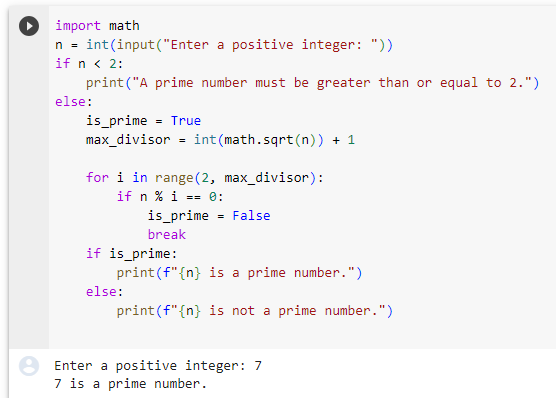 import math
n = int(input("Enter a positive integer: "))
if n < 2:
    print("A prime number must be greater than or equal to 2.")
else:
    is_prime = True
    max_divisor = int(math.sqrt(n)) + 1

    for i in range(2, max_divisor):
        if n % i == 0:
            is_prime = False
            break
    if is_prime:
        print(f"{n} is a prime number.")
    else:
        print(f"{n} is not a prime number.")

Enter a positive integer: 7
7 is a prime number.